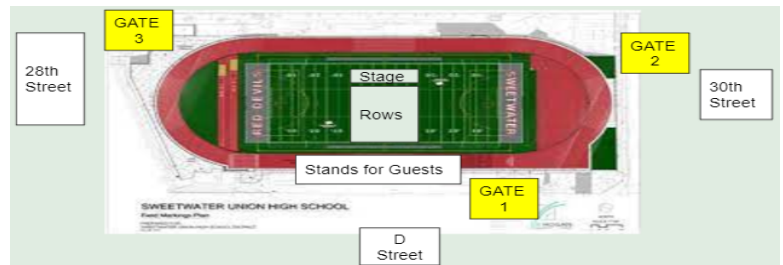 GATE
3
28th
Street
GATE
2
30th
Street
Stage
Rows
RED DEVILS
SWEETWATER
Stands for Guests
GATE
1
SWEETWATER UNION HIGH SCHOOL
Field Markings Plan
D
Street